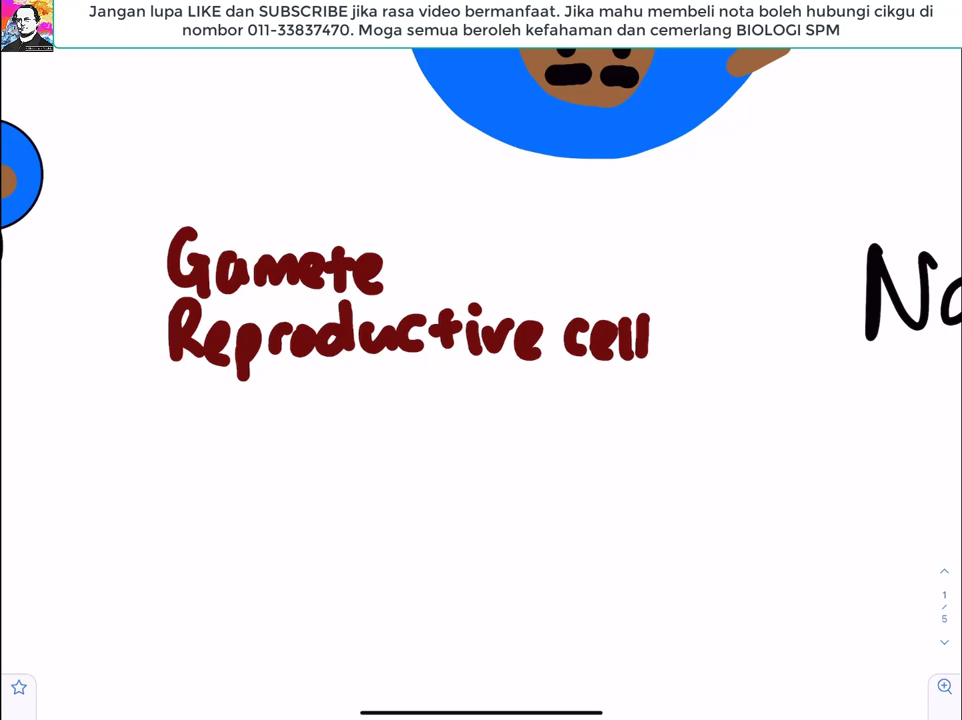 Jangan lupa LIKE dan SUBSCRIBE jika rasa video bermanfaat. Jika mahu membeli nota boleh hubungi cikgu di
nombor 011-33837470. Moga semua beroleh kefahaman dan cemerlang BIOLOGI SPM
Gamete
Reproductive cell
1
/
5